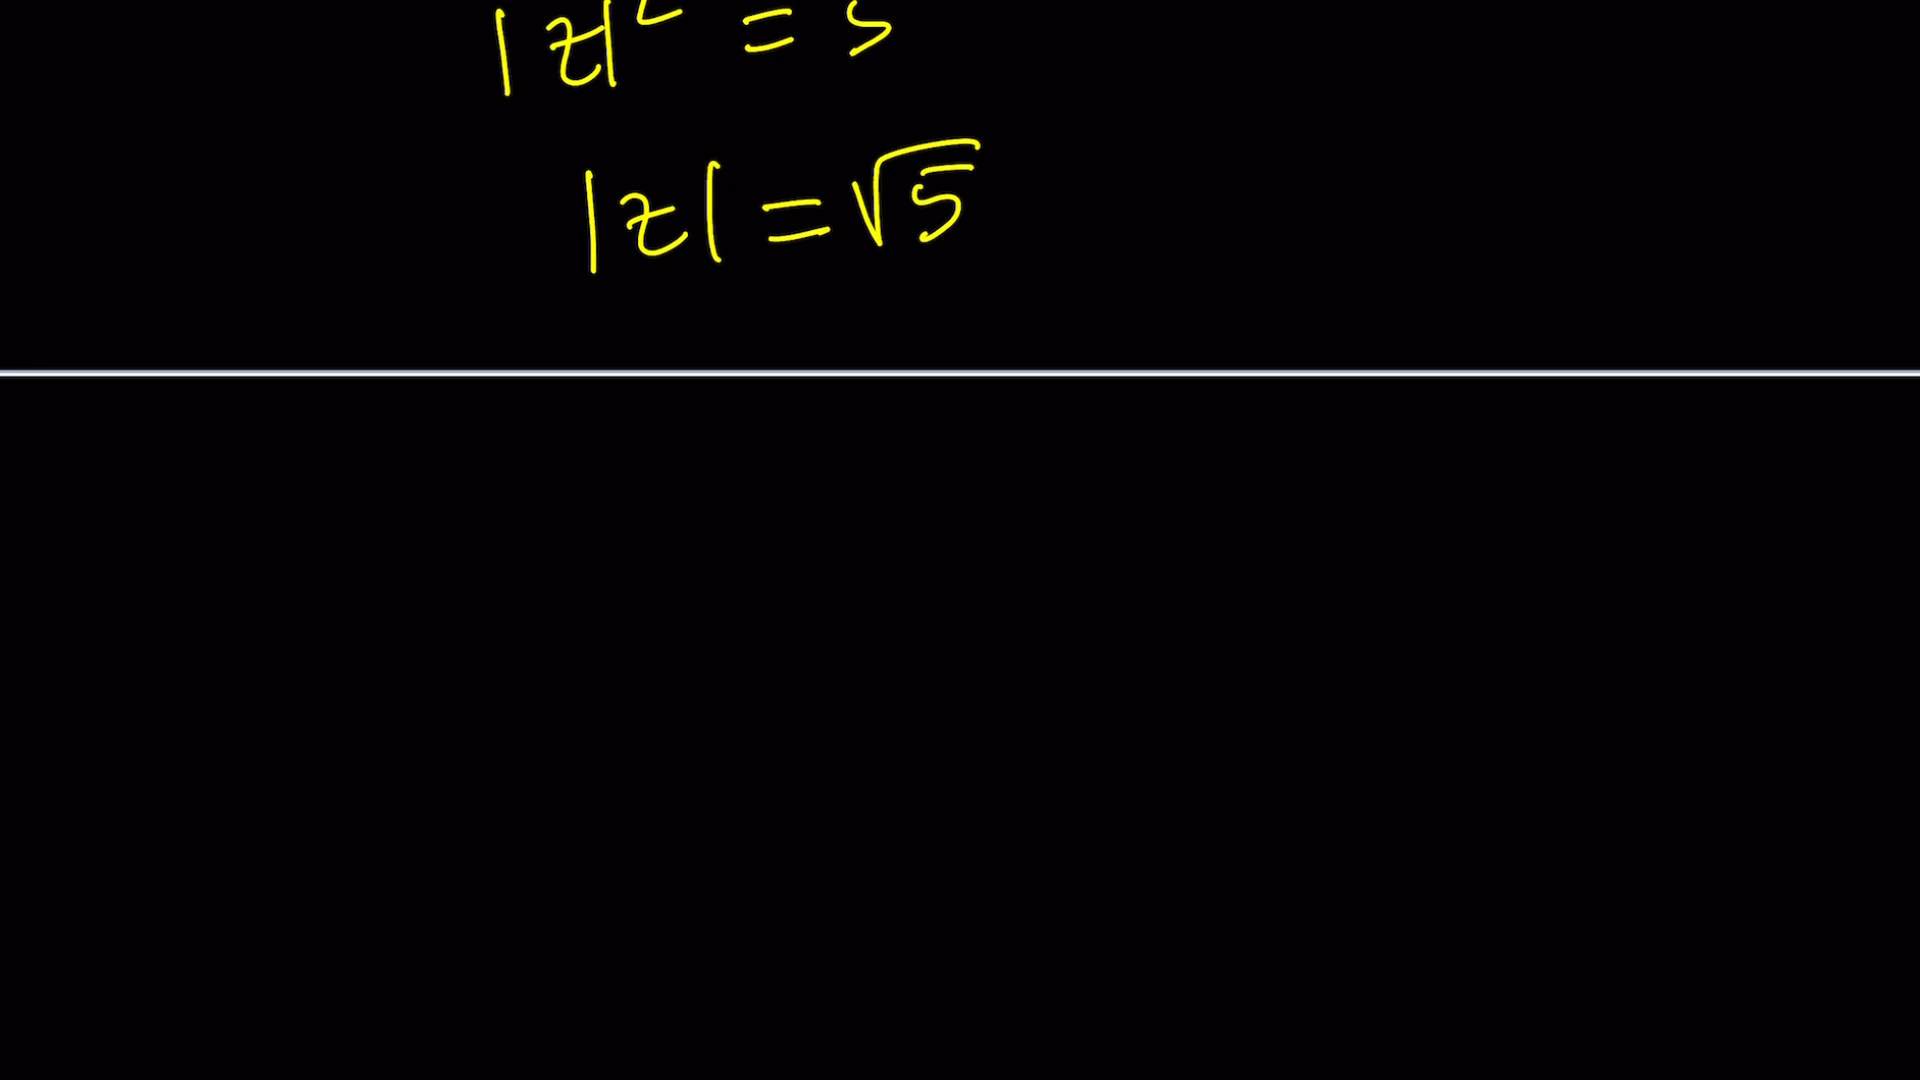 |z|² = 5
|z| = √5